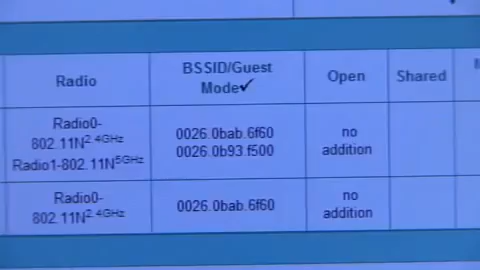 Radio
BSSID/Guest
Mode✓
Open
Shared
Radio0-
802.11N2.4GHz
Radio1-802.11N5GHz
0026.0bab.6f60
0026.0b93.f500
no
addition
Radio0-
802.11N2.4GHz
0026.0bab.6f60
no
addition